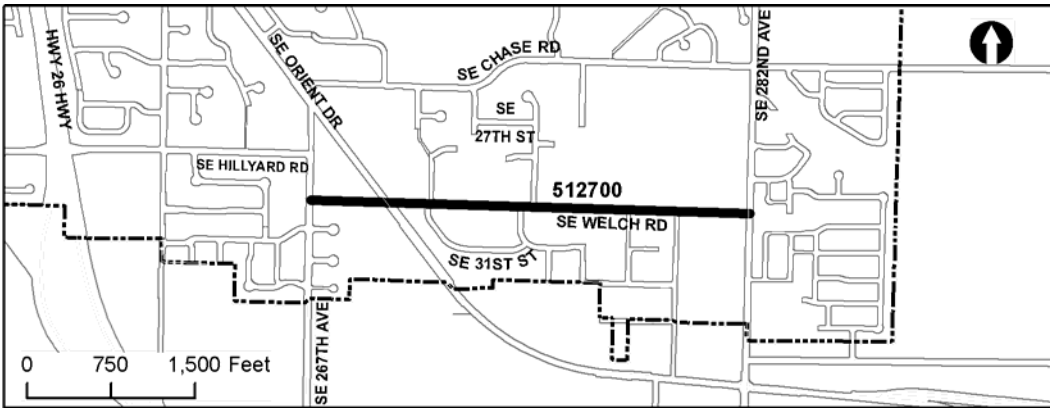 HWY 26 HWY
SE ORIENT DR
SE CHASE RD
SE 282ND AVE
SE
27TH ST
SE HILLYARD RD
512700
SE WELCH RD
SE 31ST ST
SE 267TH AVE
0 750 1,500 Feet